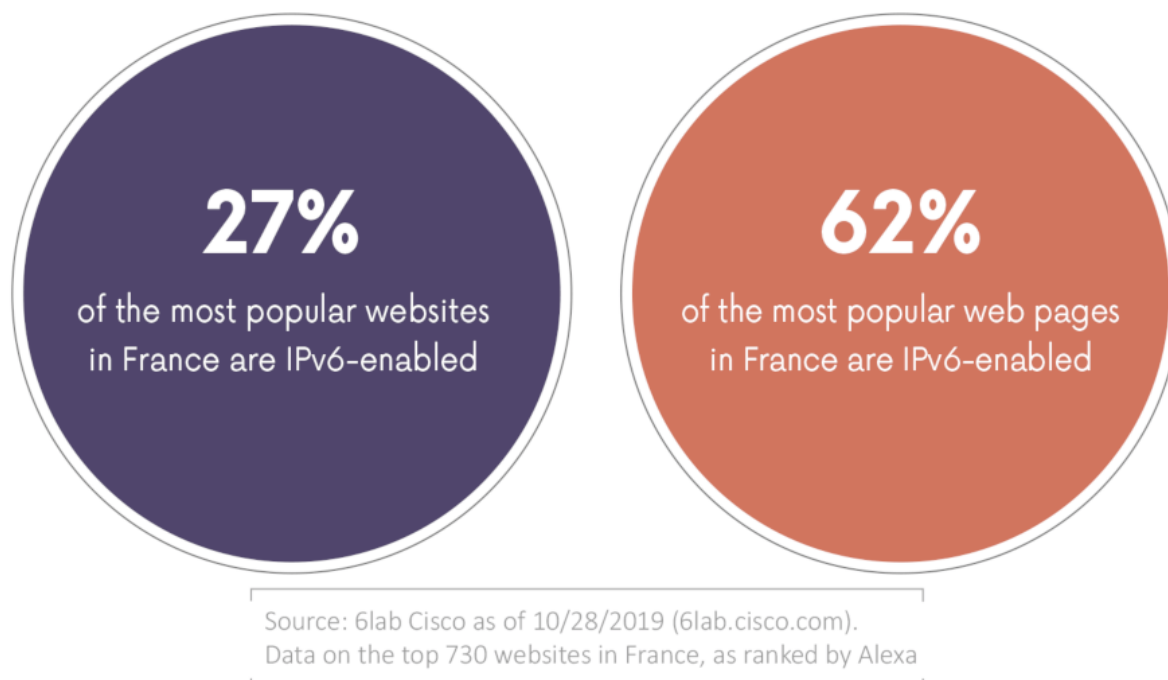 27%
of the most popular websites
in France are IPv6-enabled
62%
of the most popular web pages
in France are IPv6-enabled
Source: 6lab Cisco as of 10/28/2019 (6lab.cisco.com).
Data on the top 730 websites in France, as ranked by Alexa